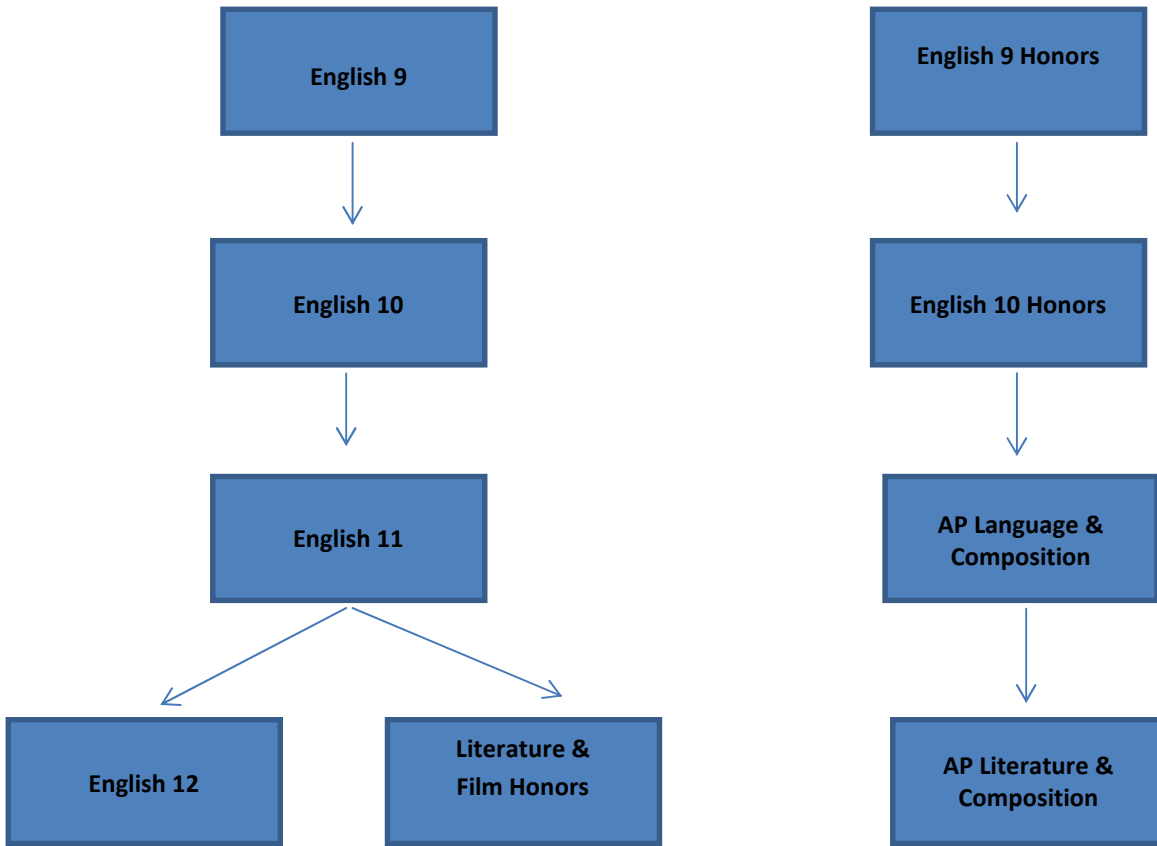 English 9
English 9 Honors
English 10
English 10 Honors
English 11
AP Language &
Composition
English 12
Literature &
Film Honors
AP Literature &
Composition